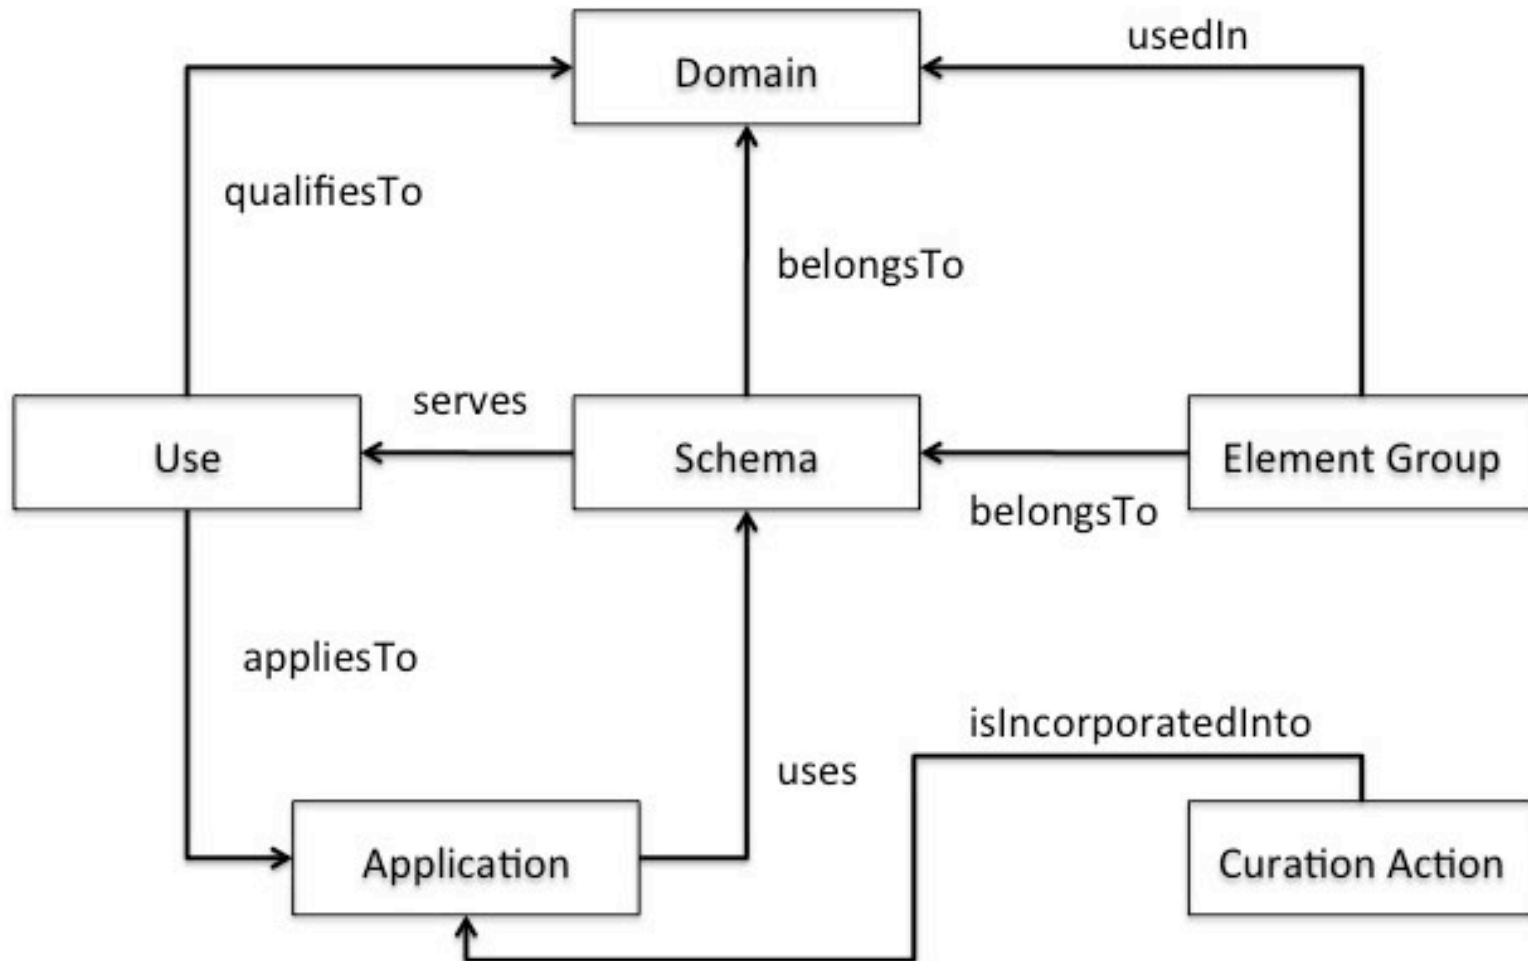 usedIn
Domain
qualifiesTo
belongsTo
serves
Use
Schema
Element Group
belongsTo
appliesTo
isIncorporatedInto
uses
Application
Curation Action